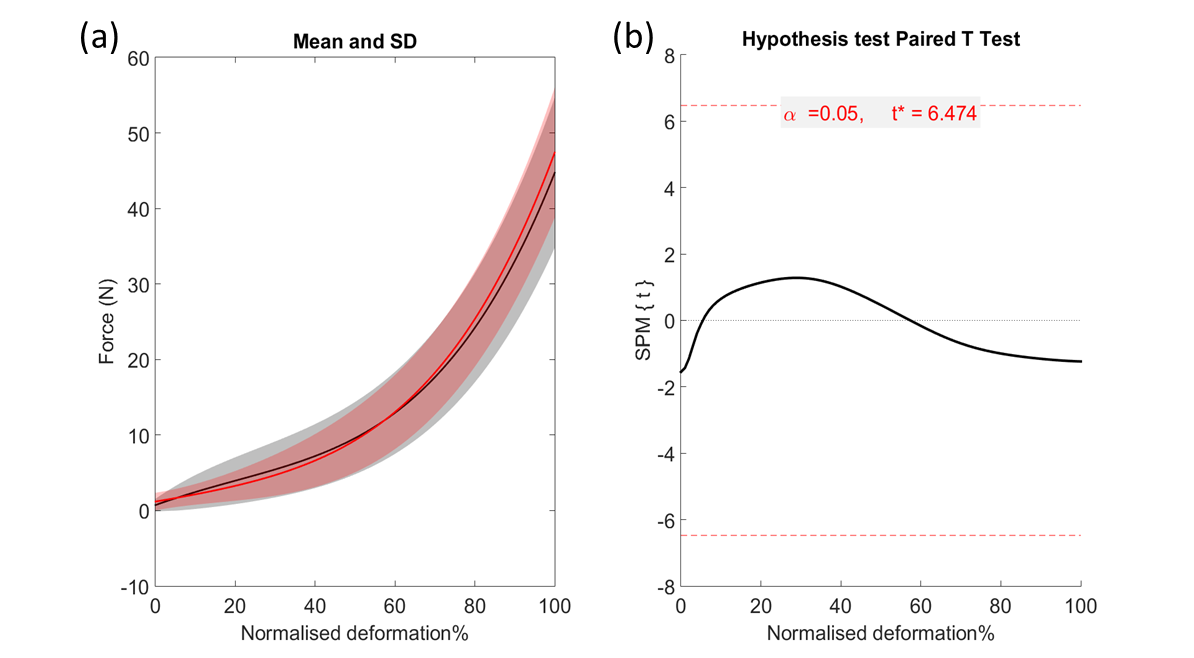 (a)
Mean and SD
60
50
40
30
20
10
0
-10
Force (N)
0 20 40 60 80 100
Normalised deformation%
(b)
Hypothesis test Paired T Test
8
6
4
2
0
-2
-4
-6
-8
SPM { t }
α =0.05, t* = 6.474
0 20 40 60 80 100
Normalised deformation%